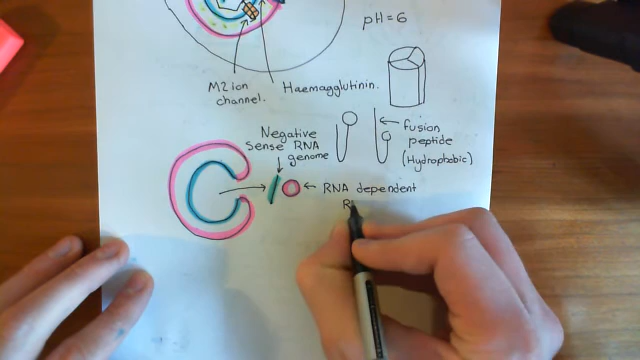 pH=6
M2 ion channel.
Haemagglutinin.
Negative
Sense RNA
genome
fusion
peptide
(Hydrophobic)
RNA dependent
R